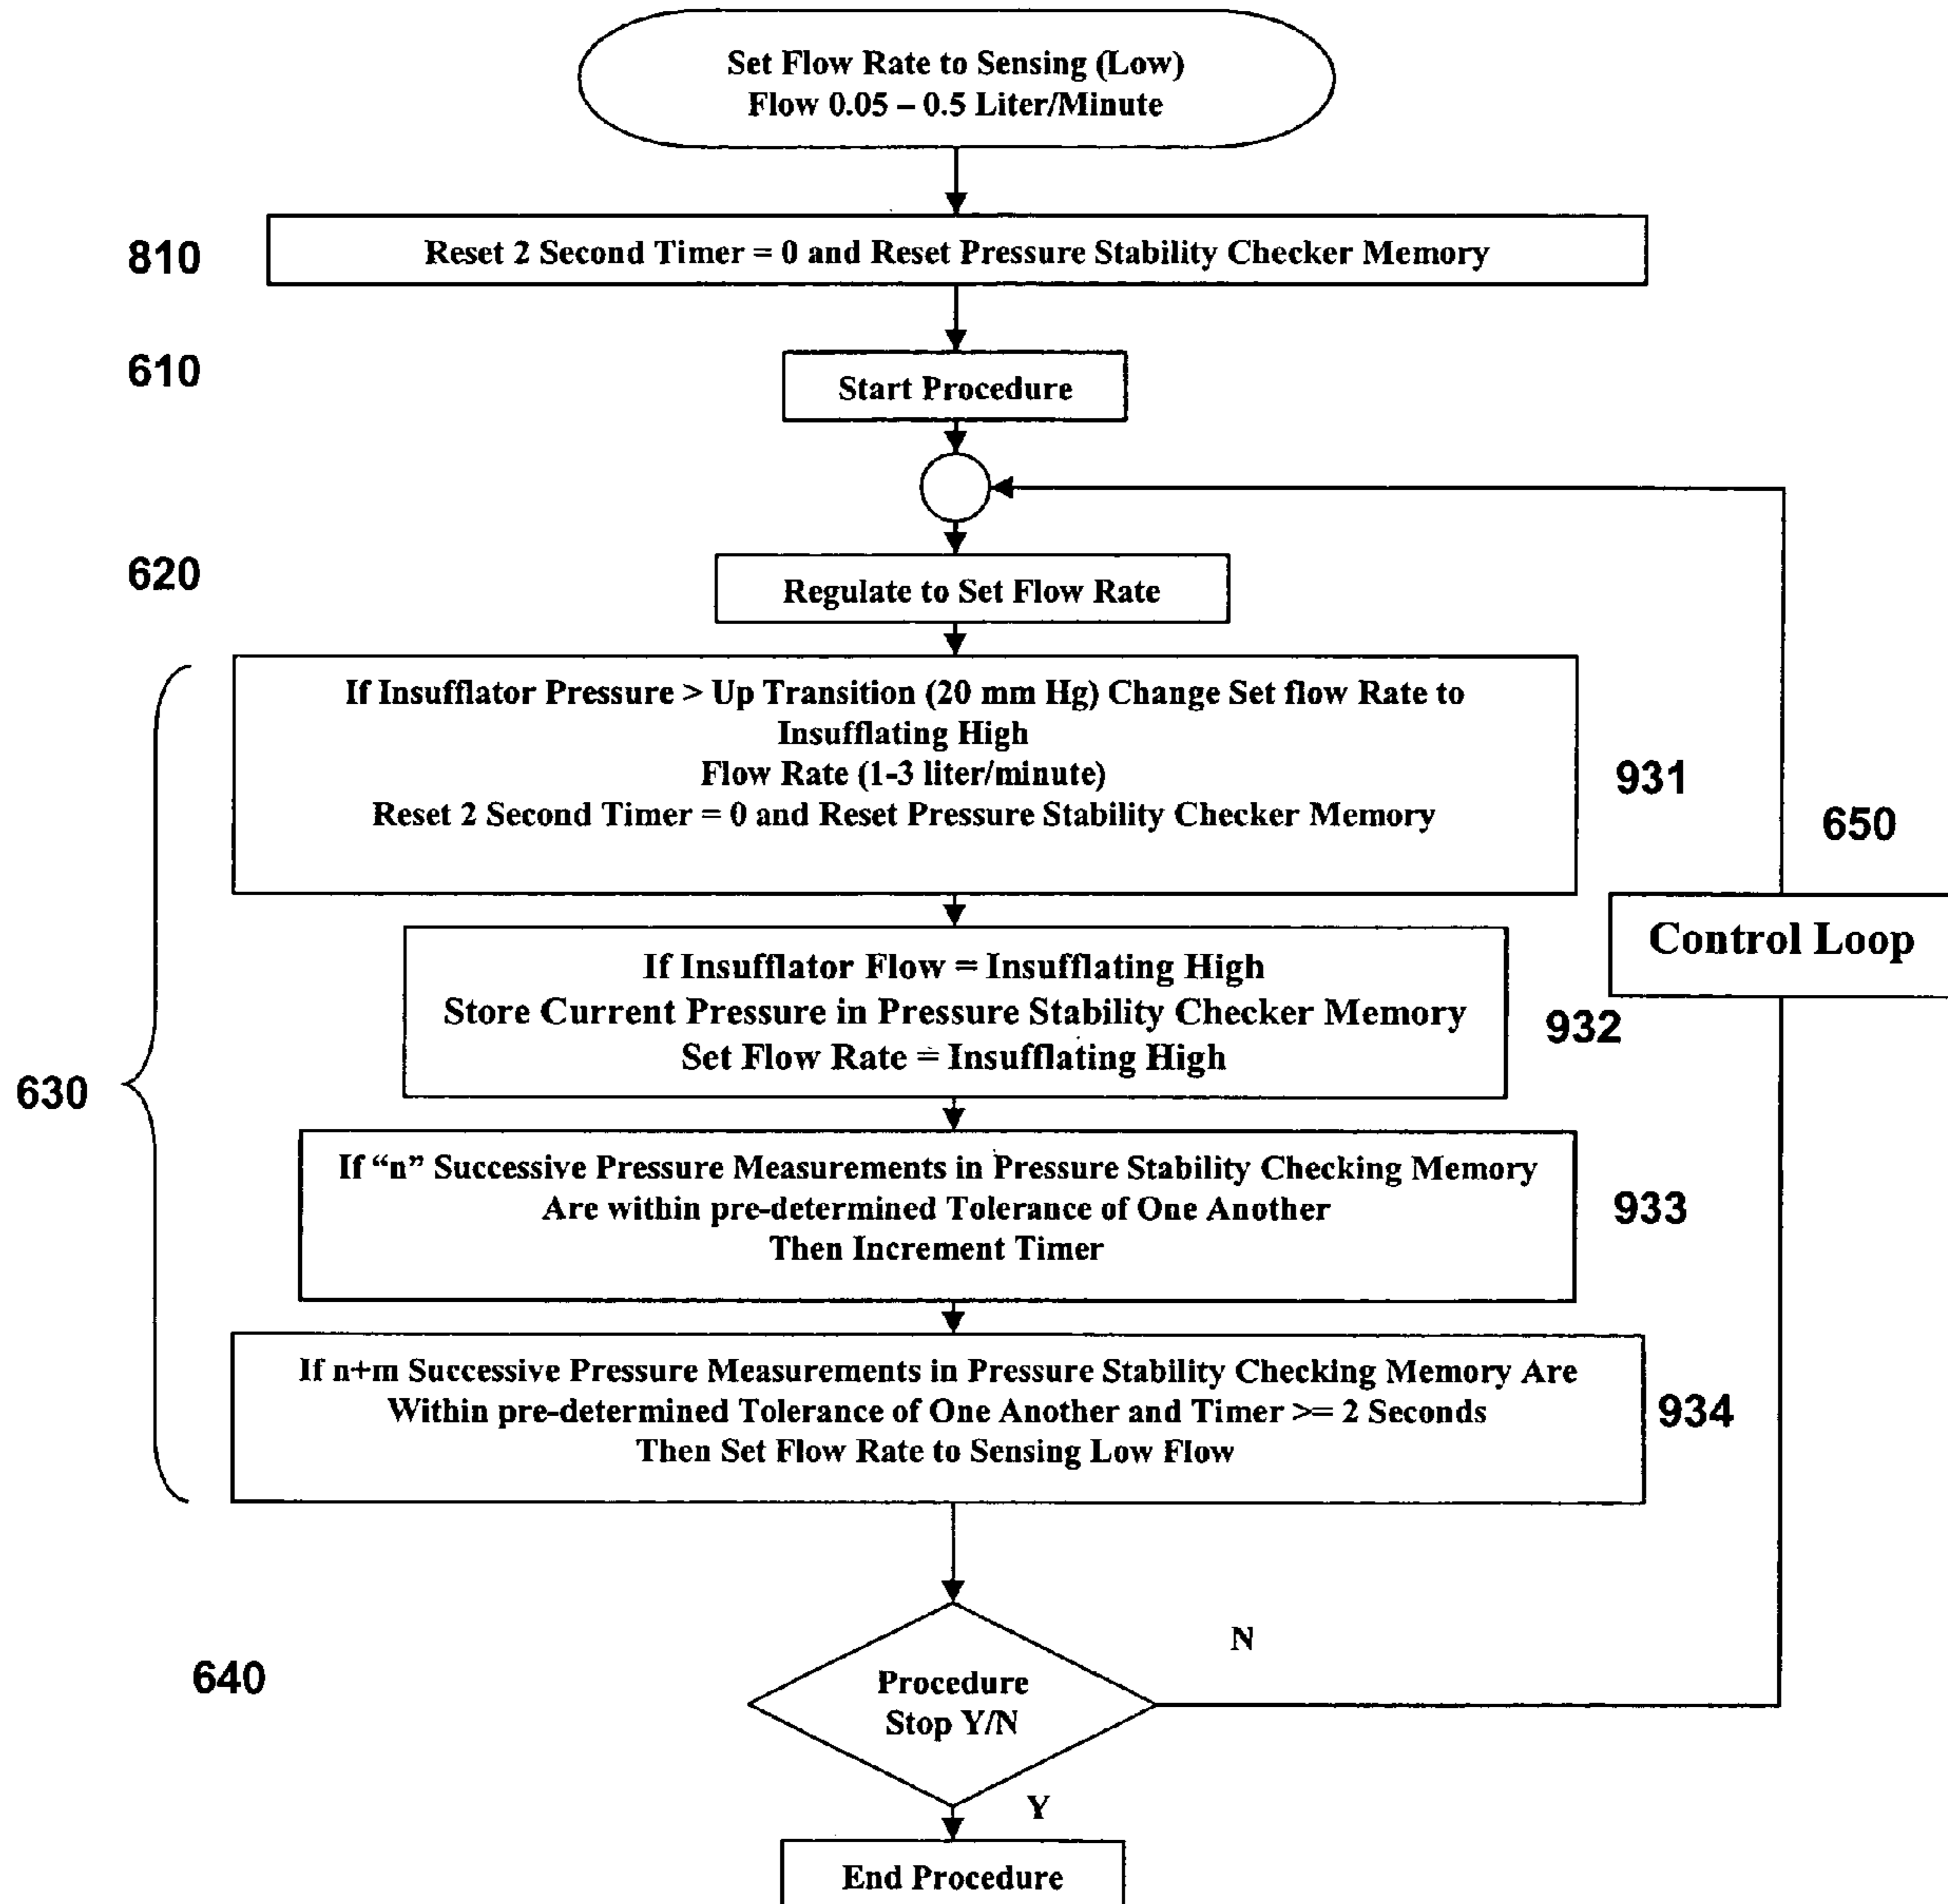 Set Flow Rate to Sensing (Low)
Flow 0.05 – 0.5 Liter/Minute
810
Reset 2 Second Timer = 0 and Reset Pressure Stability Checker Memory
610
Start Procedure
620
Regulate to Set Flow Rate
If Insufflator Pressure > Up Transition (20 mm Hg) Change Set flow Rate to
Insufflating High
Flow Rate (1-3 liter/minute)
Reset 2 Second Timer = 0 and Reset Pressure Stability Checker Memory
931
650
Control Loop
If Insufflator Flow = Insufflating High
Store Current Pressure in Pressure Stability Checker Memory
Set Flow Rate = Insufflating High
932
630
If “n” Successive Pressure Measurements in Pressure Stability Checking Memory
Are within pre-determined Tolerance of One Another
Then Increment Timer
933
If n+m Successive Pressure Measurements in Pressure Stability Checking Memory Are
Within pre-determined Tolerance of One Another and Timer >= 2 Seconds
Then Set Flow Rate to Sensing Low Flow
934
640
Procedure
Stop Y/N
N
Y
End Procedure